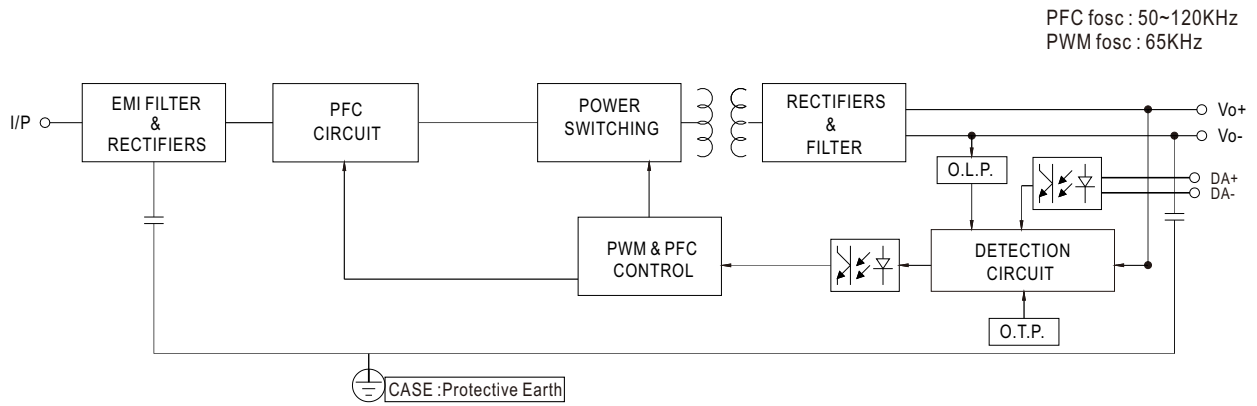 PFC fosc : 50~120KHz
PWM fosc : 65KHz
I/P
EMI FILTER
&
RECTIFIERS
PFC
CIRCUIT
POWER
SWITCHING
RECTIFIERS
&
FILTER
Vo+
Vo-
O.L.P.
DA+
DA-
PWM & PFC
CONTROL
DETECTION
CIRCUIT
O.T.P.
CASE :Protective Earth